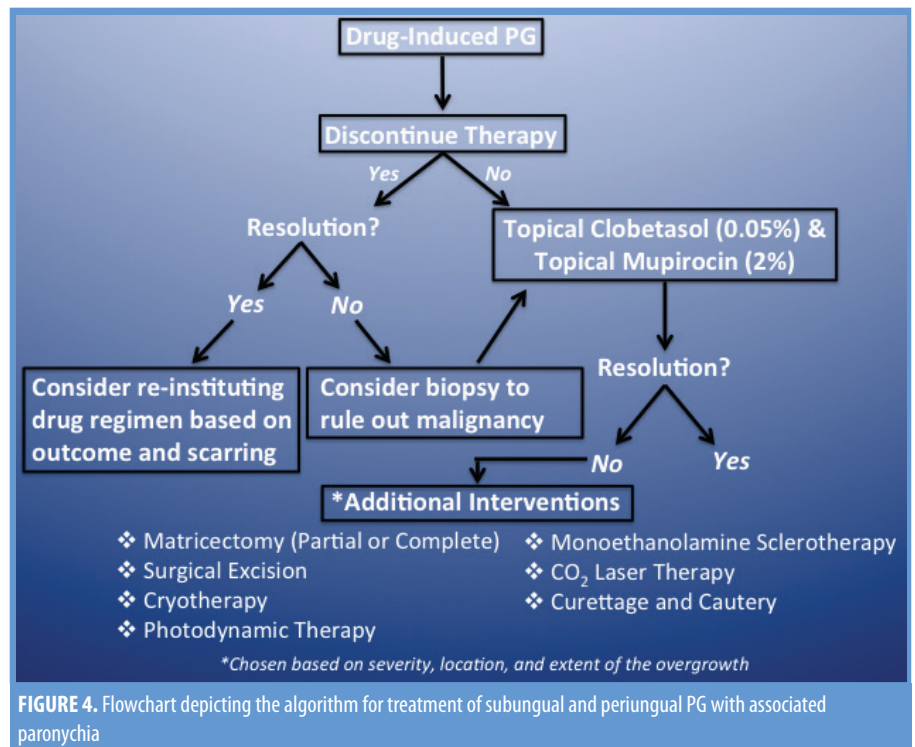 Drug-Induced PG
Discontinue Therapy
Yes
No
Resolution?
Topical Clobetasol (0.05%) &
Topical Mupirocin (2%)
Yes
No
Resolution?
Consider re-instituting
drug regimen based on
outcome and scarring
Consider biopsy to
rule out malignancy
No
Yes
*Additional Interventions
❖ Matricectomy (Partial or Complete)
❖ Surgical Excision
❖ Cryotherapy
❖ Photodynamic Therapy
❖ Monoethanolamine Sclerotherapy
❖ CO₂ Laser Therapy
❖ Curettage and Cautery
*Chosen based on severity, location, and extent of the overgrowth
FIGURE 4. Flowchart depicting the algorithm for treatment of subungual and periungual PG with associated
paronychia